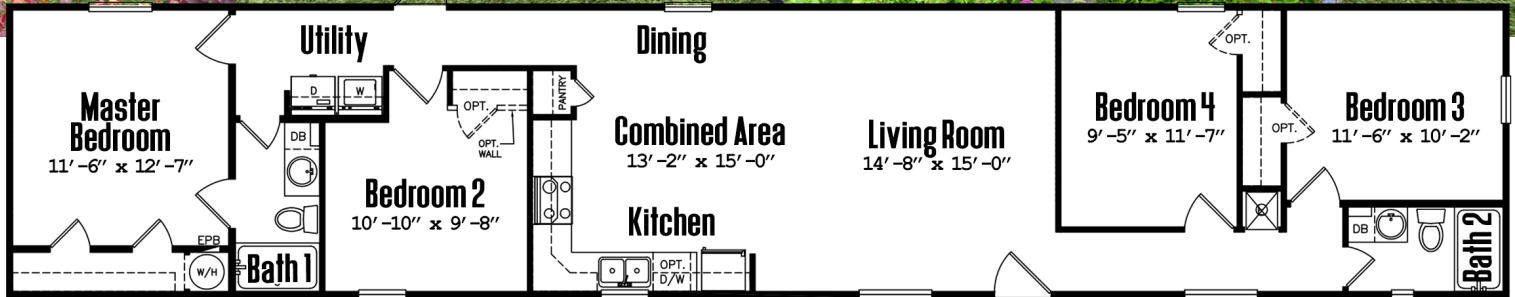 Master
Bedroom
11'-6" x 12'-7"
Utility
D
W
DB
EPB
W/H
Bath 1
OPT.
OPT.
WALL
Bedroom 2
10'-10" x 9'-8"
PANTRY
Dining
Combined Area
13'-2" x 15'-0"
Kitchen
OPT.
D/W
Living Room
14'-8" x 15'-0"
Bedroom 4
9'-5" x 11'-7"
OPT.
OPT.
Bedroom 3
11'-6" x 10'-2"
DB
Bath 2